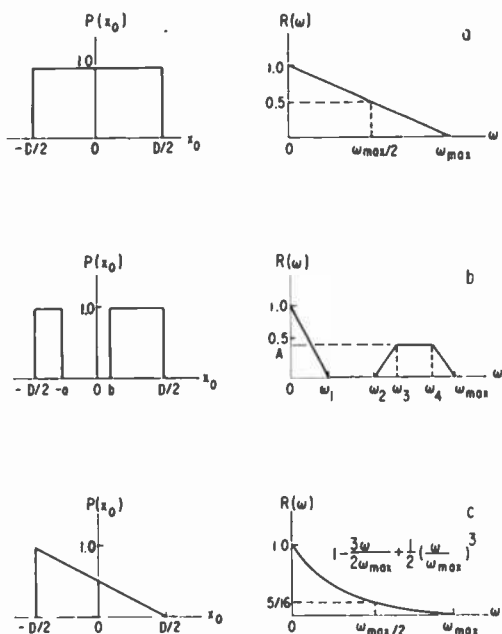 P(x₀)
1.0
-D/2 0 D/2 x₀
R(ω) a
1.0
0.5
0 ωmax/2 ωmax ω
P(x₀)
1.0
-D/2 -a 0 b D/2 x₀
R(ω) b
1.0
0.5
A
0 ω₁ ω₂ ω₃ ω₄ ωmax ω
P(x₀)
1.0
-D/2 0 D/2 x₀
R(ω) c
1.0
1-3ω/2ωmax+1/2(ω/ωmax)³
5/16
0 ωmax/2 ωmax ω